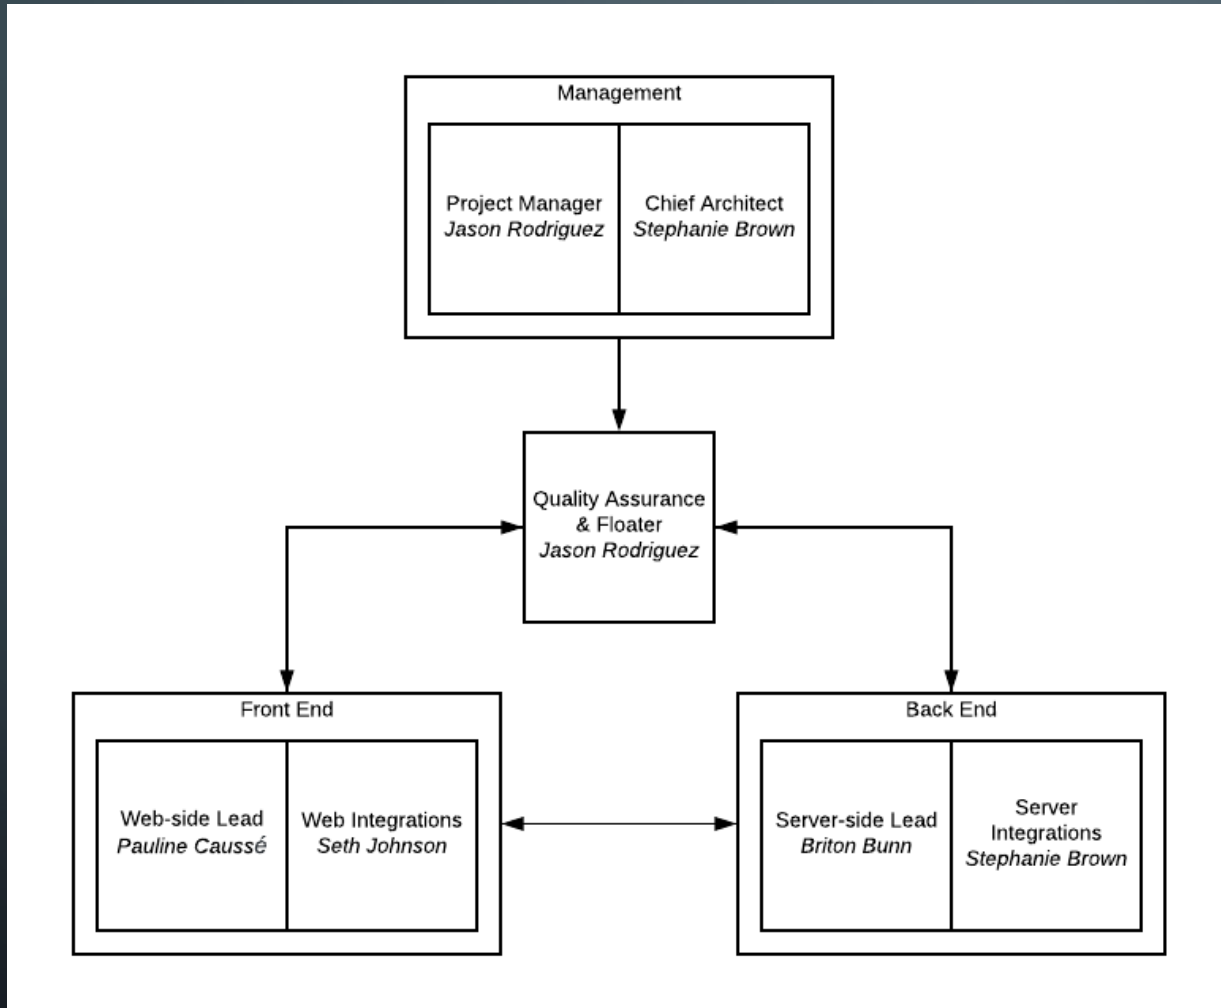 Management
Project Manager
Jason Rodriguez
Chief Architect
Stephanie Brown
Quality Assurance
& Floater
Jason Rodriguez
Front End
Web-side Lead
Pauline Caussé
Web Integrations
Seth Johnson
Back End
Server-side Lead
Briton Bunn
Server
Integrations
Stephanie Brown